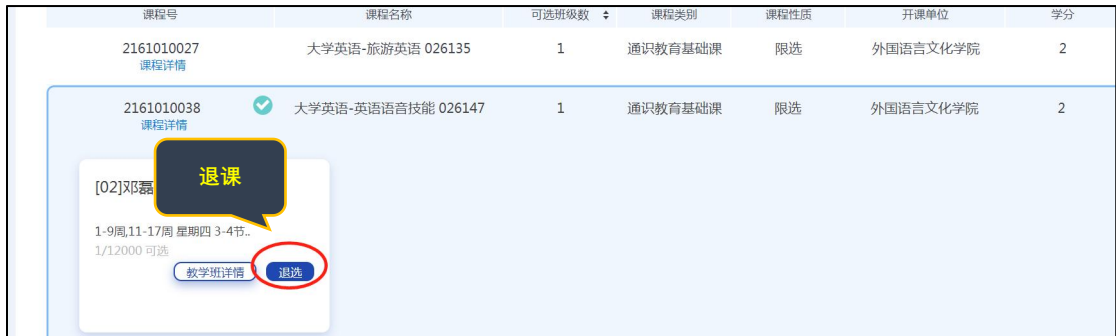 课程号 课程名称 可选班级数 课程类别 课程性质 开课单位 学分
2161010027 大学英语-旅游英语 026135 1 通识教育基础课 限选 外国语言文化学院 2
课程详情
2161010038 大学英语-英语语音技能 026147 1 通识教育基础课 限选 外国语言文化学院 2
课程详情
退课
[02]邓磊
1-9周,11-17周 星期四 3-4节..
1/12000 可选
教学班详情 退选